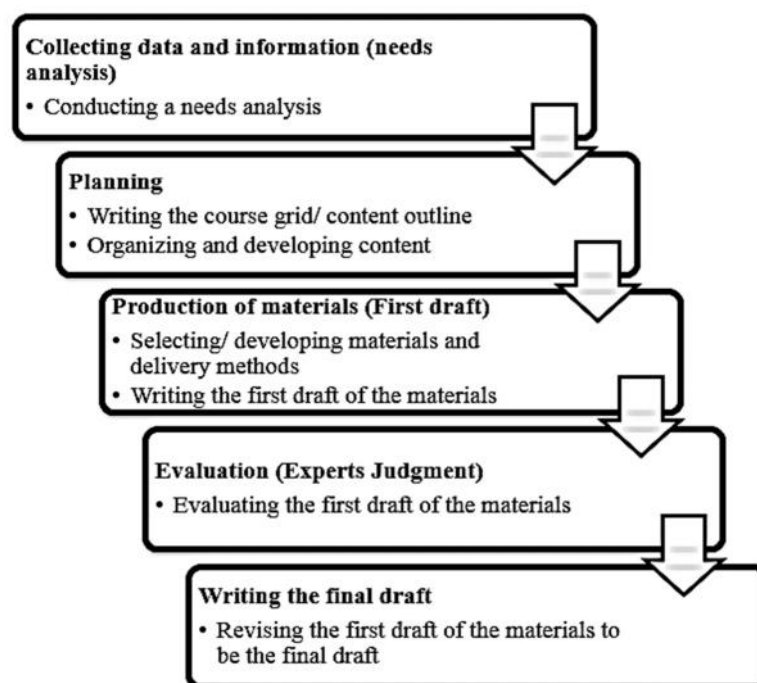 Collecting data and information (needs
analysis)
• Conducting a needs analysis
Planning
• Writing the course grid/ content outline
• Organizing and developing content
Production of materials (First draft)
• Selecting/ developing materials and
delivery methods
• Writing the first draft of the materials
Evaluation (Experts Judgment)
• Evaluating the first draft of the materials
Writing the final draft
• Revising the first draft of the materials to
be the final draft